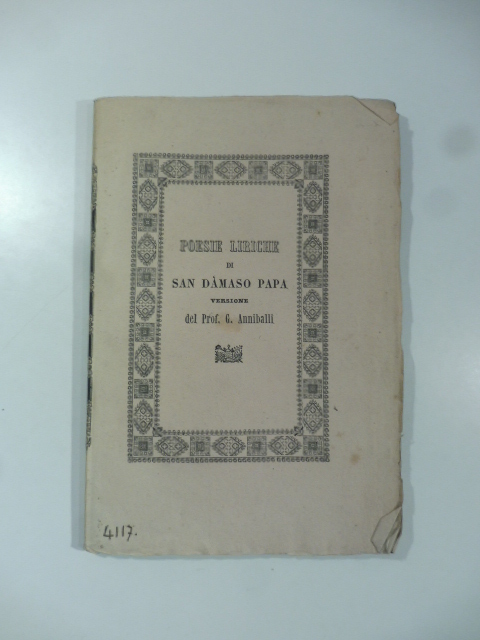 POESIE LIRICHE
DI
SAN DÀMASO PAPA
VERSIONE
del Prof. G. Anniballi
4117.